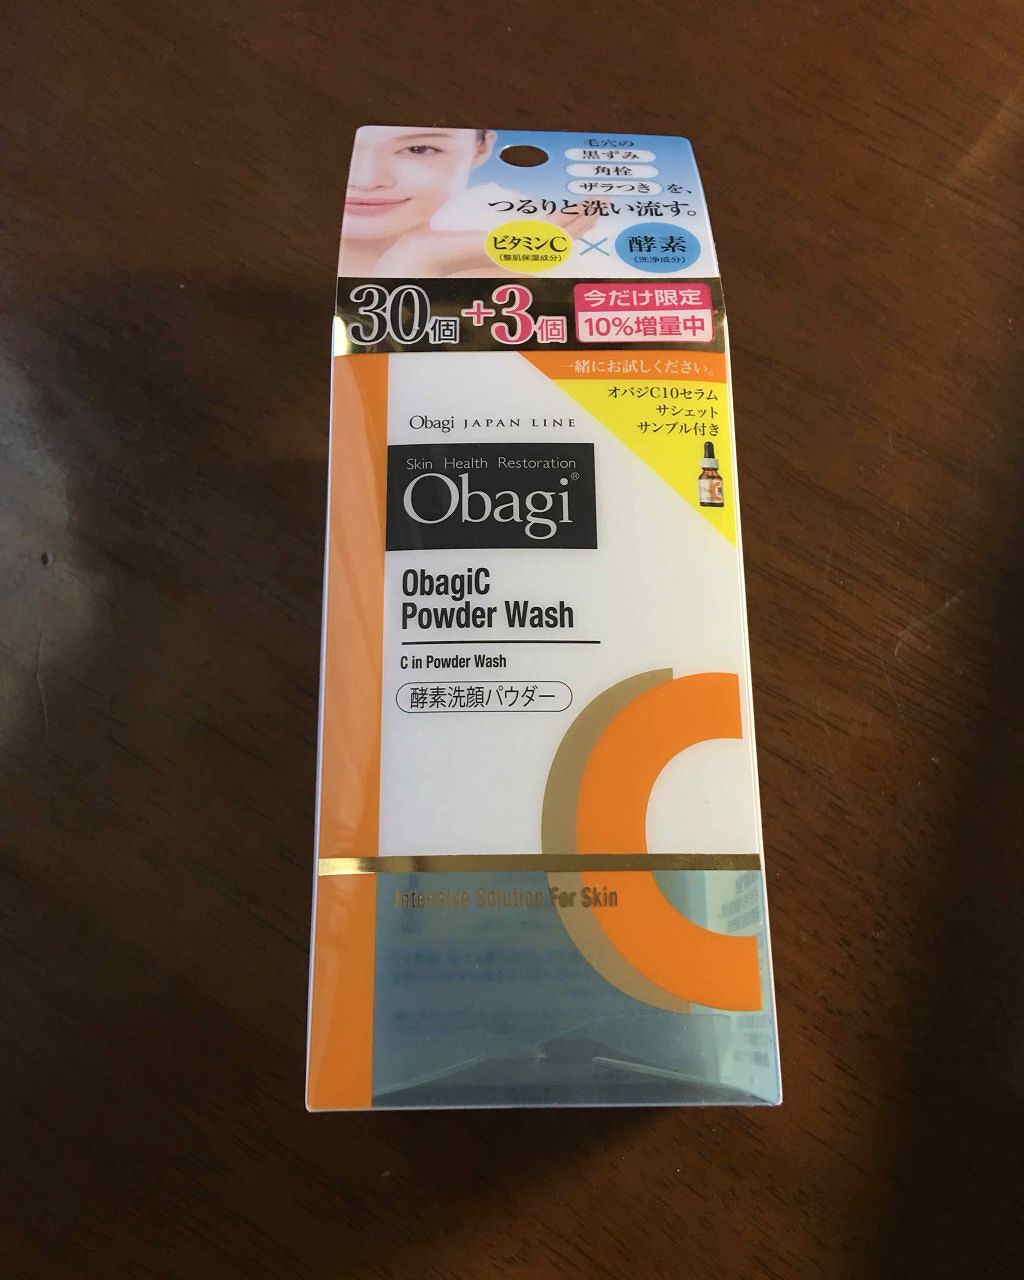 毛穴の
黒ずみ
角栓
ザラつき を、
つるりと洗い流す。
ビタミンC × 酵素
(整肌保湿成分) (洗浄成分)
30個+3個
今だけ限定
10%増量中
一緒にお試しください。
オバジC10セラム
サシェット
サンプル付き
Obagi JAPAN LINE
Skin Health Restoration
Obagi®
ObagiC
Powder Wash
C in Powder Wash
酵素洗顔パウダー
Intensive Solution For Skin